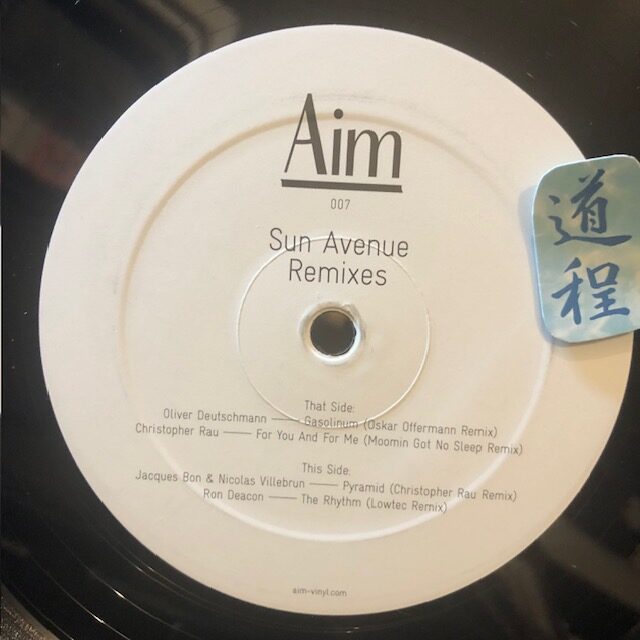 Aim
007
Sun Avenue
Remixes
道
程
That Side:
Oliver Deutschmann —— Gasolinum (Oskar Offermann Remix)
Christopher Rau —— For You And For Me (Moomin Got No Sleep Remix)
This Side:
Jacques Bon & Nicolas Villebrun —— Pyramid (Christopher Rau Remix)
Ron Deacon —— The Rhythm (Lowtec Remix)
aim-vinyl.com